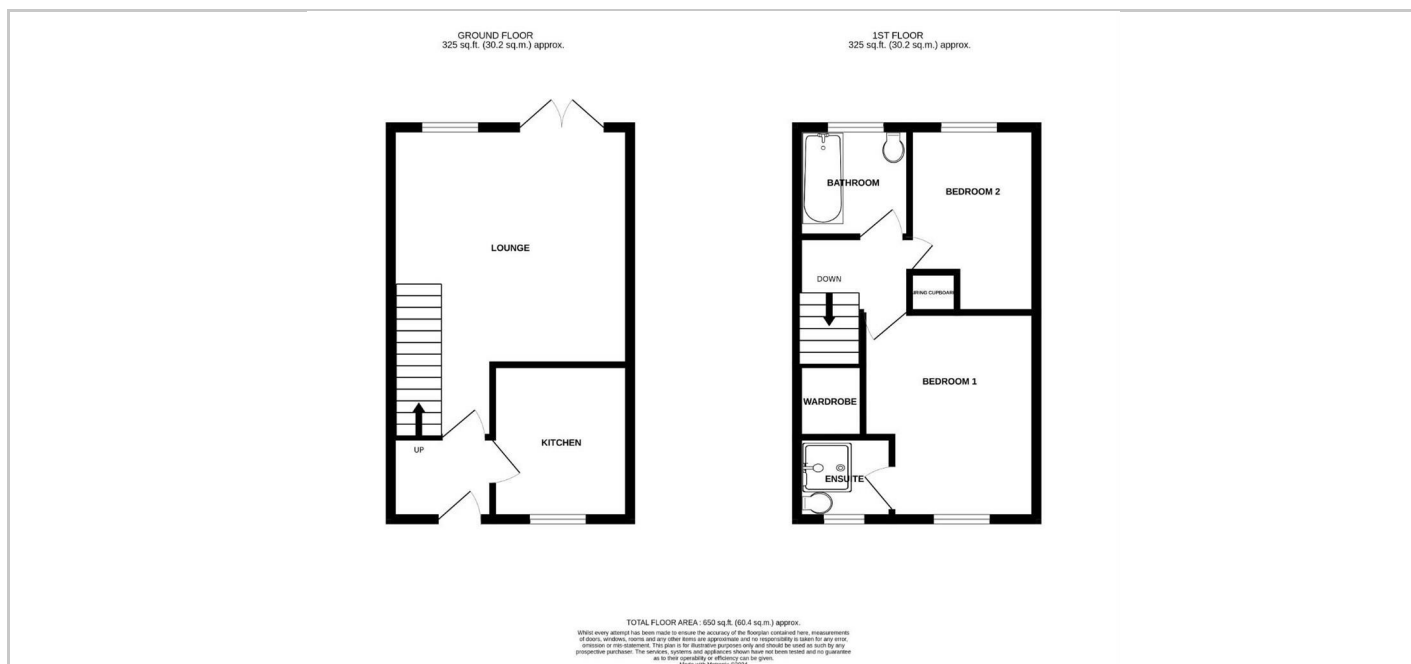 GROUND FLOOR
325 sq.ft. (30.2 sq.m.) approx.
1ST FLOOR
325 sq.ft. (30.2 sq.m.) approx.
BATHROOM
BEDROOM 2
LOUNGE
DOWN
BEDROOM 1
WARDROBE
KITCHEN
UP
ENSUITE
TOTAL FLOOR AREA : 650 sq.ft. (60.4 sq.m.) approx.
Whilst every attempt has been made to ensure the accuracy of the floorplan contained here, measurements
of doors, windows, rooms and any other items are approximate and no responsibility is taken for any error,
omission or mis-statement. This plan is for illustrative purposes only and should be used as such by any
prospective purchaser. The services, systems and appliances shown have not been tested and no guarantee
as to their operability or efficiency can be given.
Made with Metropix ©2024